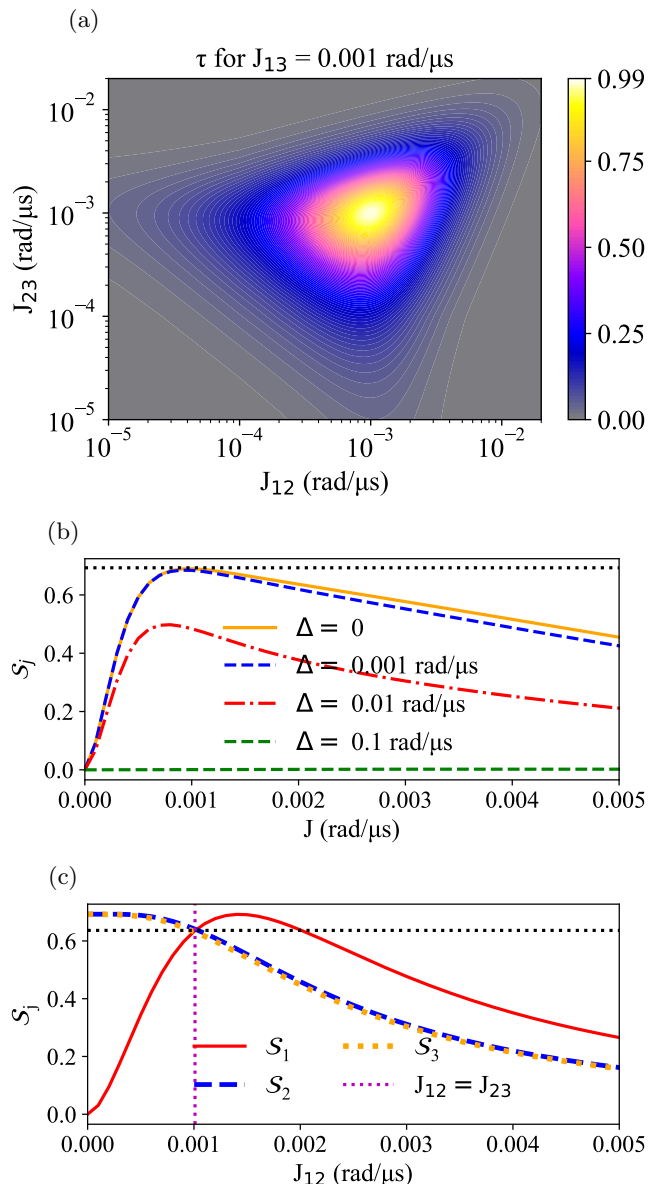 (a)
τ for J₁₃ = 0.001 rad/μs
10⁻²
10⁻³
10⁻⁴
10⁻⁵
J₂₃ (rad/μs)
10⁻⁵ 10⁻⁴ 10⁻³ 10⁻²
J₁₂ (rad/μs)
0.99
0.75
0.50
0.25
0.00
(b)
0.6
0.4
0.2
0.0
𝒮ⱼ
Δ = 0
Δ = 0.001 rad/μs
Δ = 0.01 rad/μs
Δ = 0.1 rad/μs
0.000 0.001 0.002 0.003 0.004 0.005
J (rad/μs)
(c)
0.6
0.4
0.2
0.0
𝒮ⱼ
𝒮₁
𝒮₂
𝒮₃
J₁₂ = J₂₃
0.000 0.001 0.002 0.003 0.004 0.005
J₁₂ (rad/μs)